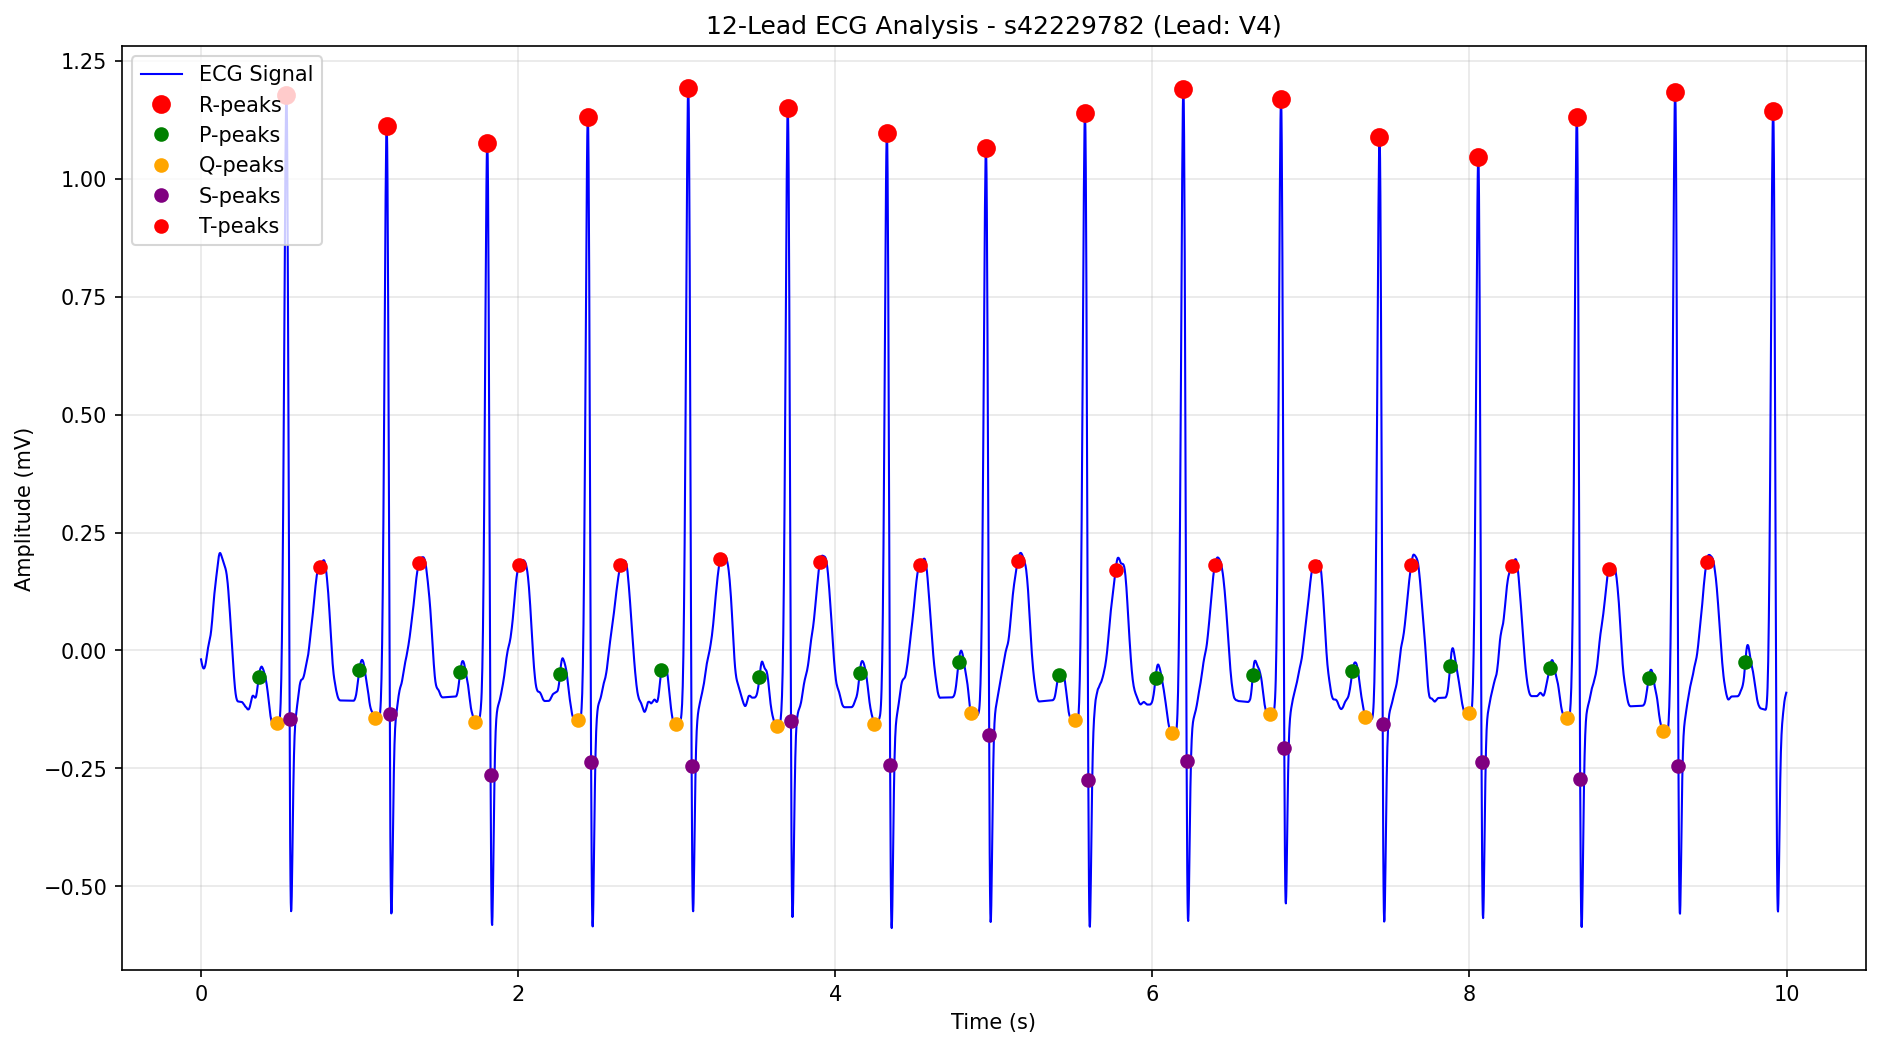 12-Lead ECG Analysis - s42229782 (Lead: V4)
ECG Signal
R-peaks
P-peaks
Q-peaks
S-peaks
T-peaks
1.25
1.00
0.75
0.50
0.25
0.00
−0.25
−0.50
Amplitude (mV)
0 2 4 6 8 10
Time (s)